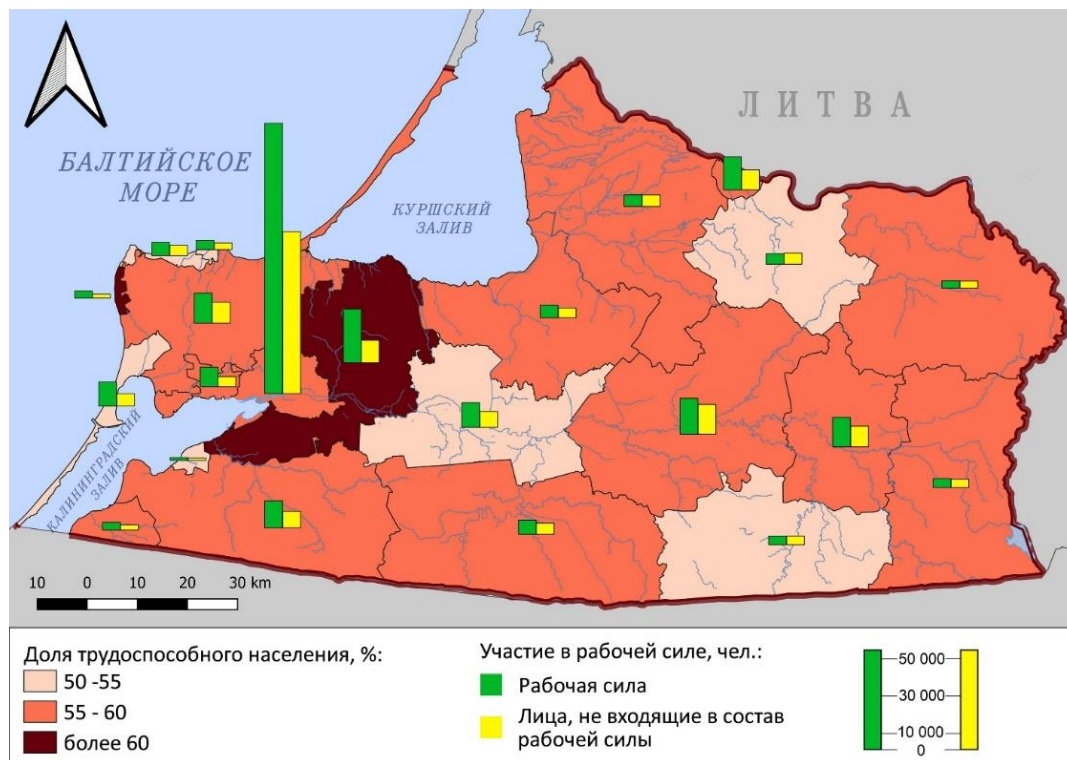 ЛИТВА
БАЛТИЙСКОЕ
МОРЕ
КУРШСКИЙ
ЗАЛИВ
КАЛИНИНГРАДСКИЙ
ЗАЛИВ
10 0 10 20 30 km
Доля трудоспособного населения, %:
50 -55
55 - 60
более 60
Участие в рабочей силе, чел.:
Рабочая сила
Лица, не входящие в состав
рабочей силы
50 000
30 000
10 000
0